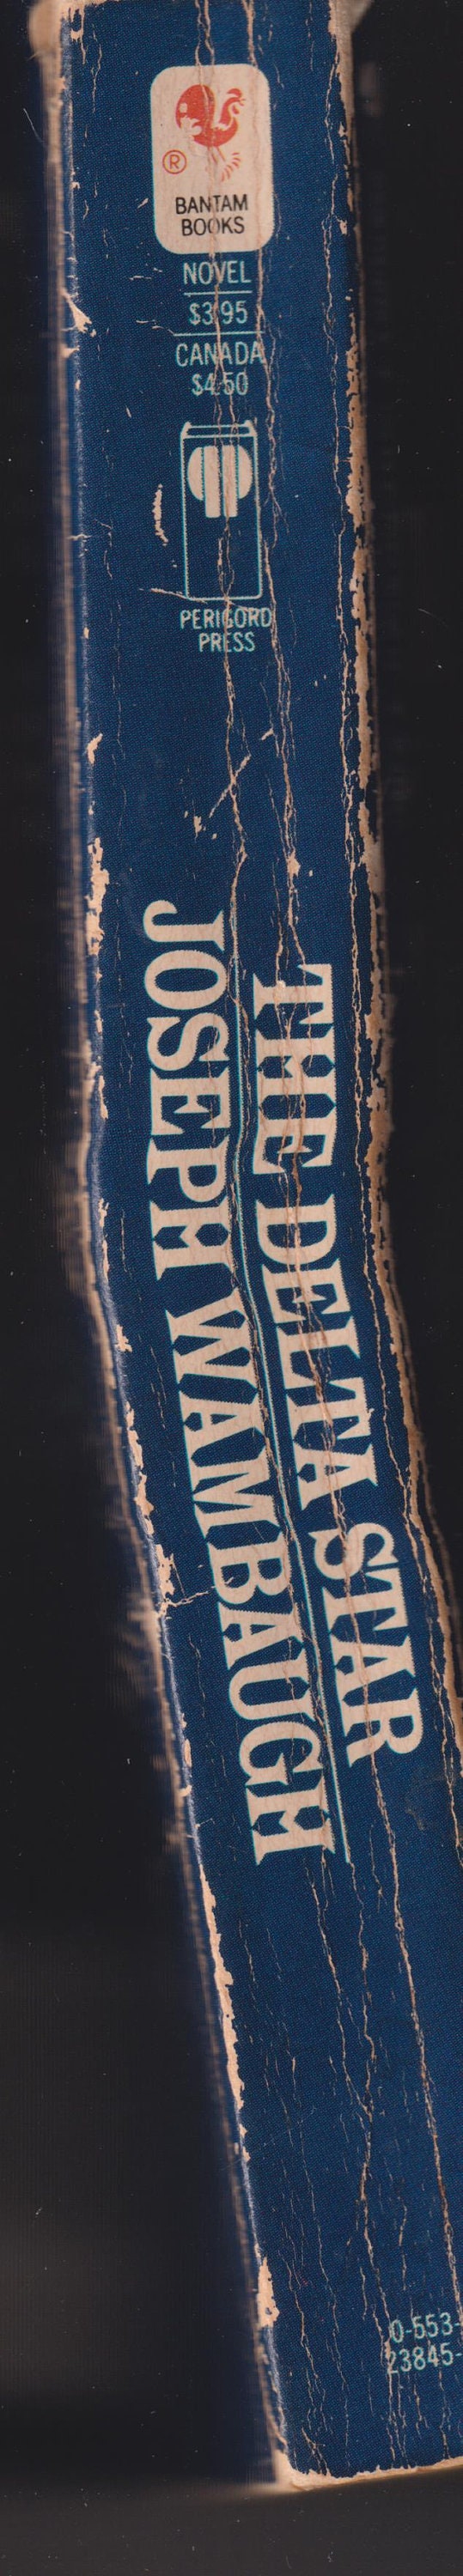 ®
BANTAM
BOOKS
NOVEL
$3.95
CANADA
$4.50
PERIGORD
PRESS
THE DELTA STAR
JOSEPH WAMBAUGH
0-553-
23845-